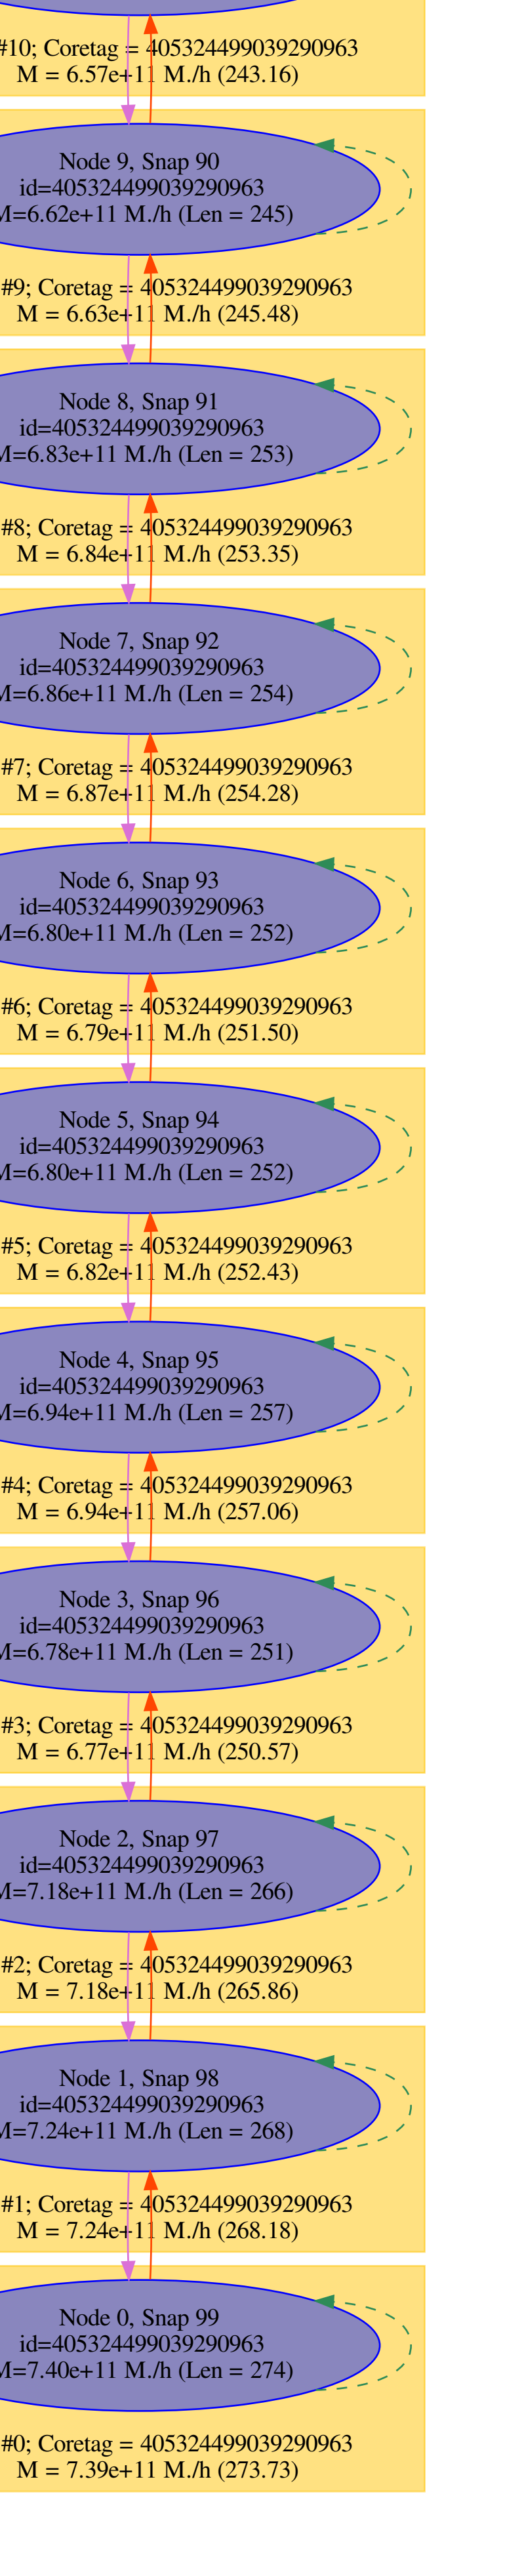 #10; Coretag = 405324499039290963
M = 6.57e+11 M./h (243.16)
Node 9, Snap 90
id=405324499039290963
M=6.62e+11 M./h (Len = 245)
#9; Coretag = 405324499039290963
M = 6.63e+11 M./h (245.48)
Node 8, Snap 91
id=405324499039290963
M=6.83e+11 M./h (Len = 253)
#8; Coretag = 405324499039290963
M = 6.84e+11 M./h (253.35)
Node 7, Snap 92
id=405324499039290963
M=6.86e+11 M./h (Len = 254)
#7; Coretag = 405324499039290963
M = 6.87e+11 M./h (254.28)
Node 6, Snap 93
id=405324499039290963
M=6.80e+11 M./h (Len = 252)
#6; Coretag = 405324499039290963
M = 6.79e+11 M./h (251.50)
Node 5, Snap 94
id=405324499039290963
M=6.80e+11 M./h (Len = 252)
#5; Coretag = 405324499039290963
M = 6.82e+11 M./h (252.43)
Node 4, Snap 95
id=405324499039290963
M=6.94e+11 M./h (Len = 257)
#4; Coretag = 405324499039290963
M = 6.94e+11 M./h (257.06)
Node 3, Snap 96
id=405324499039290963
M=6.78e+11 M./h (Len = 251)
#3; Coretag = 405324499039290963
M = 6.77e+11 M./h (250.57)
Node 2, Snap 97
id=405324499039290963
M=7.18e+11 M./h (Len = 266)
#2; Coretag = 405324499039290963
M = 7.18e+11 M./h (265.86)
Node 1, Snap 98
id=405324499039290963
M=7.24e+11 M./h (Len = 268)
#1; Coretag = 405324499039290963
M = 7.24e+11 M./h (268.18)
Node 0, Snap 99
id=405324499039290963
M=7.40e+11 M./h (Len = 274)
#0; Coretag = 405324499039290963
M = 7.39e+11 M./h (273.73)